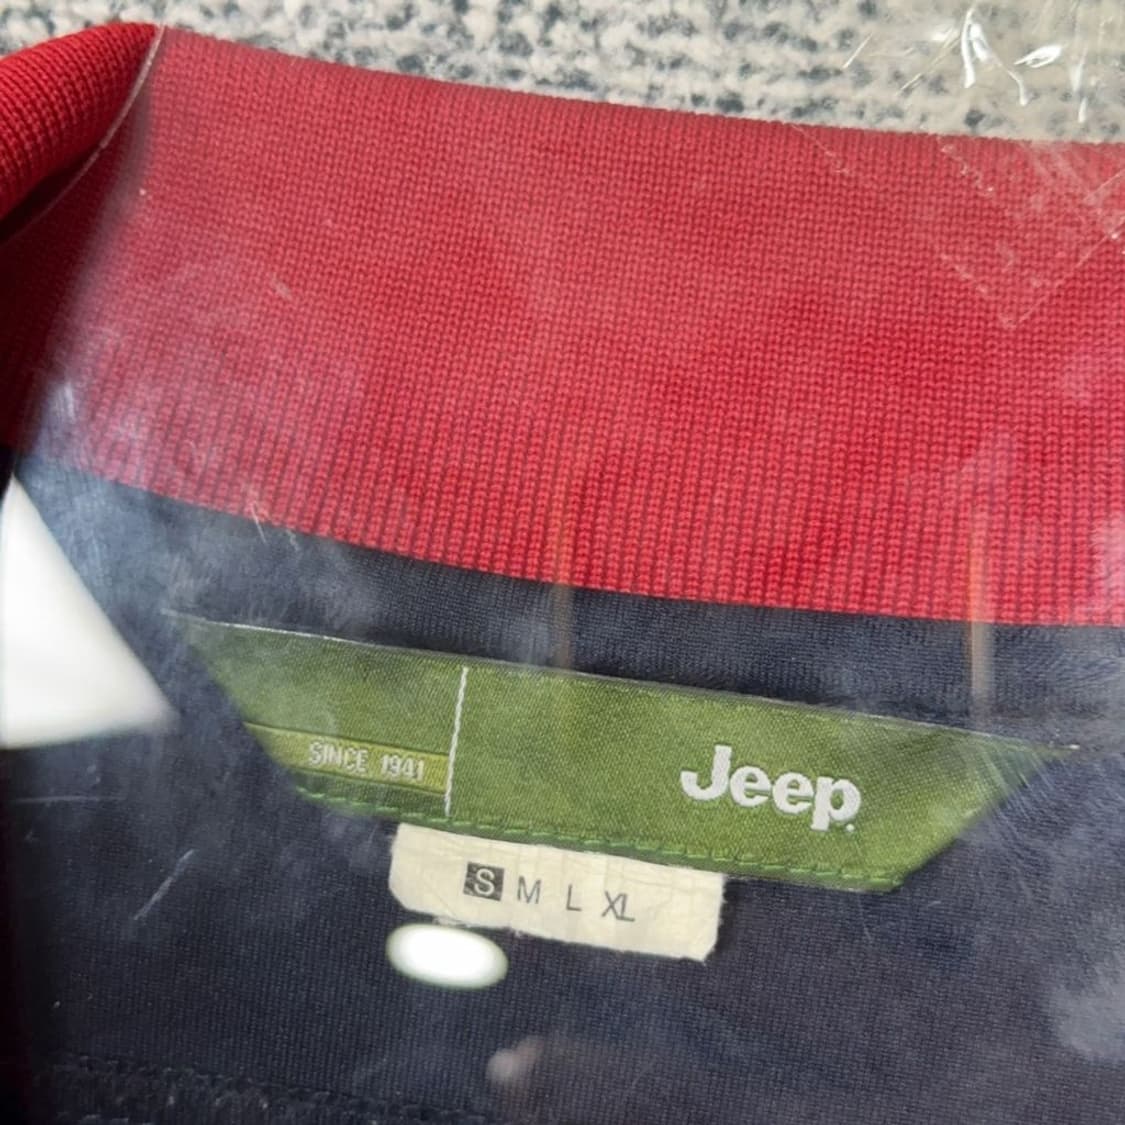 SINCE 1941
Jeep.
S M L XL